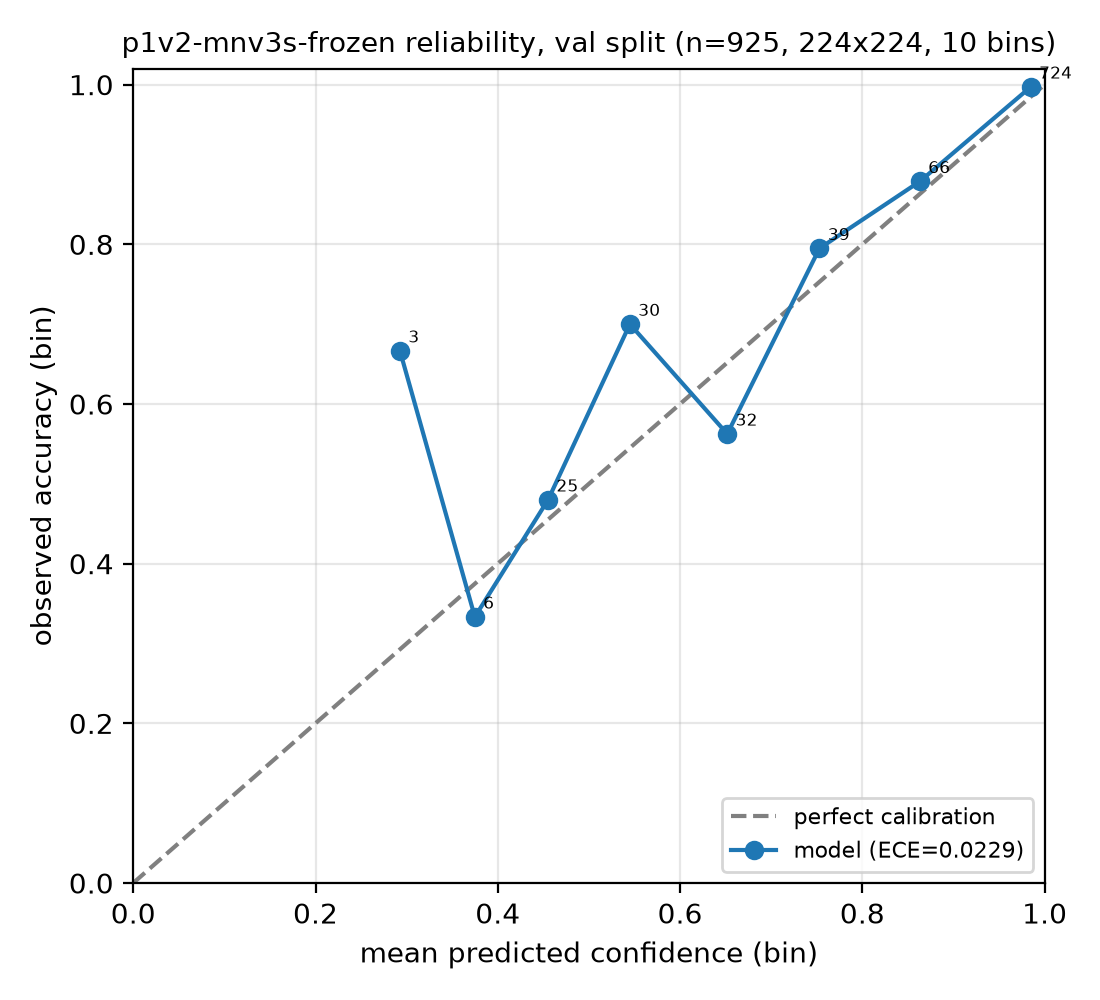 p1v2-mnv3s-frozen reliability, val split (n=925, 224x224, 10 bins)
1.0
724
66
0.8
39
30
3
0.6
32
25
0.4
6
0.2
0.0
observed accuracy (bin)
perfect calibration
model (ECE=0.0229)
0.0 0.2 0.4 0.6 0.8 1.0
mean predicted confidence (bin)